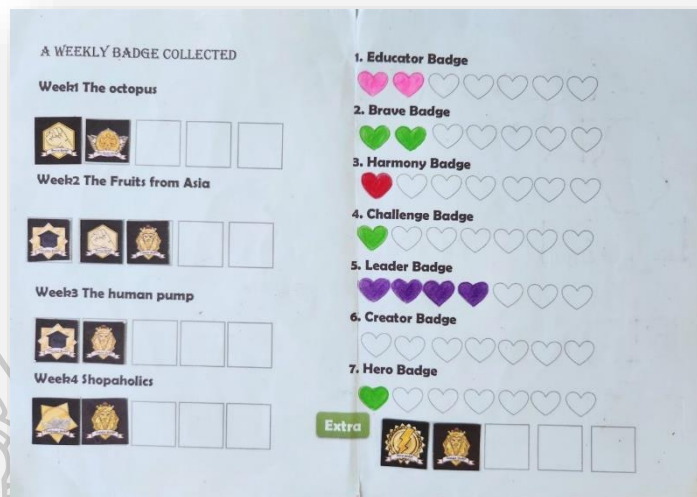 A WEEKLY BADGE COLLECTED
Week1 The octopus
Week2 The Fruits from Asia
Week3 The human pump
Week4 Shopaholics
1. Educator Badge
2. Brave Badge
3. Harmony Badge
4. Challenge Badge
5. Leader Badge
6. Creator Badge
7. Hero Badge
Extra